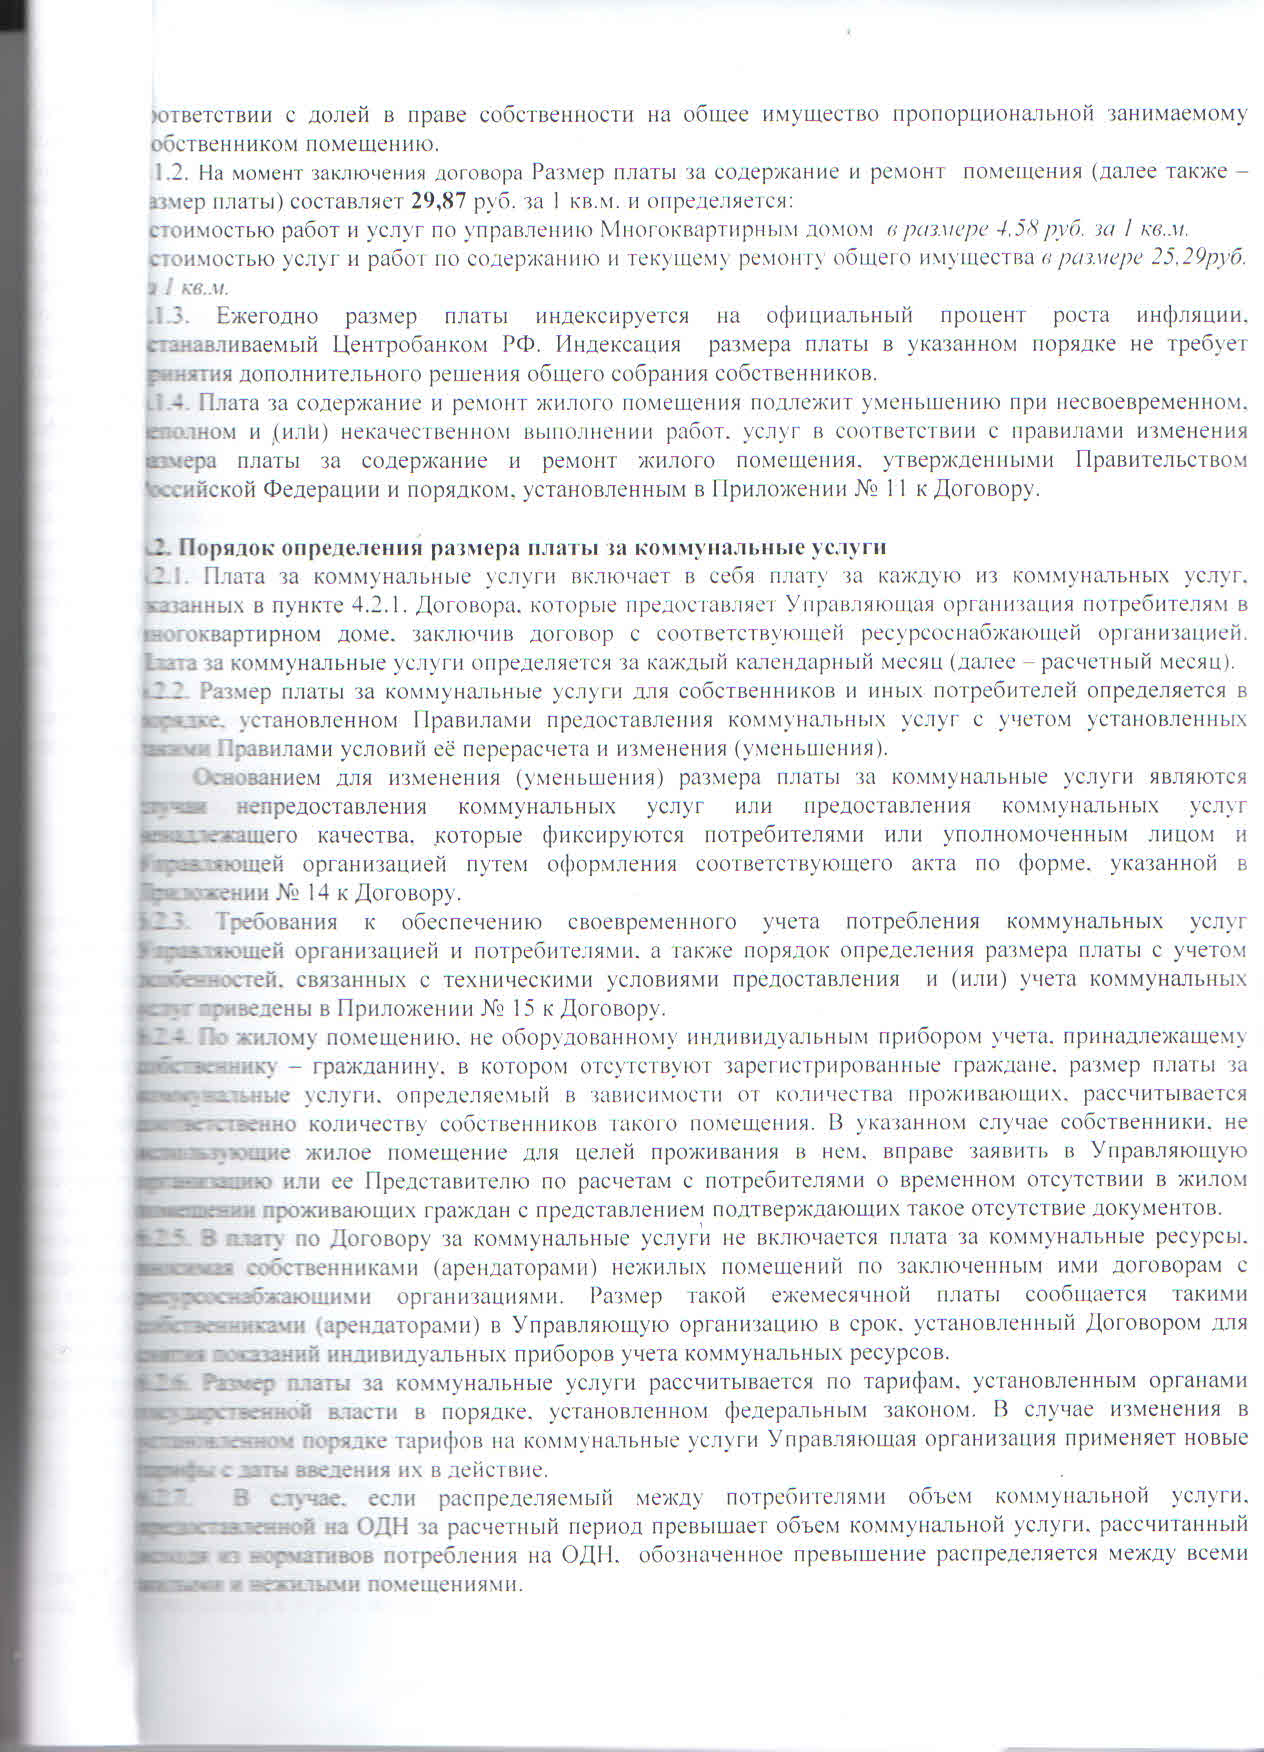 ответствии с долей в праве собственности на общее имущество пропорциональной занимаемому
обственником помещению.
1.2. На момент заключения договора Размер платы за содержание и ремонт помещения (далее также –
азмер платы) составляет 29,87 руб. за 1 кв.м. и определяется:
стоимостью работ и услуг по управлению Многоквартирным домом в размере 4,58 руб. за 1 кв.м.
стоимостью услуг и работ по содержанию и текущему ремонту общего имущества в размере 25,29руб.
а 1 кв.м.
.1.3. Ежегодно размер платы индексируется на официальный процент роста инфляции,
станавливаемый Центробанком РФ. Индексация размера платы в указанном порядке не требует
ринятия дополнительного решения общего собрания собственников.
.1.4. Плата за содержание и ремонт жилого помещения подлежит уменьшению при несвоевременном,
еполном и (или) некачественном выполнении работ, услуг в соответствии с правилами изменения
азмера платы за содержание и ремонт жилого помещения, утвержденными Правительством
оссийской Федерации и порядком, установленным в Приложении № 11 к Договору.
.2. Порядок определения размера платы за коммунальные услуги
.2.1. Плата за коммунальные услуги включает в себя плату за каждую из коммунальных услуг,
казанных в пункте 4.2.1. Договора, которые предоставляет Управляющая организация потребителям в
многоквартирном доме, заключив договор с соответствующей ресурсоснабжающей организацией.
Плата за коммунальные услуги определяется за каждый календарный месяц (далее – расчетный месяц).
.2.2. Размер платы за коммунальные услуги для собственников и иных потребителей определяется в
порядке, установленном Правилами предоставления коммунальных услуг с учетом установленных
такими Правилами условий её перерасчета и изменения (уменьшения).
Основанием для изменения (уменьшения) размера платы за коммунальные услуги являются
случаи непредоставления коммунальных услуг или предоставления коммунальных услуг
ненадлежащего качества, которые фиксируются потребителями или уполномоченным лицом и
Управляющей организацией путем оформления соответствующего акта по форме, указанной в
Приложении № 14 к Договору.
6.2.3. Требования к обеспечению своевременного учета потребления коммунальных услуг
Управляющей организацией и потребителями, а также порядок определения размера платы с учетом
особенностей, связанных с техническими условиями предоставления и (или) учета коммунальных
услуг приведены в Приложении № 15 к Договору.
6.2.4. По жилому помещению, не оборудованному индивидуальным прибором учета, принадлежащему
собственнику – гражданину, в котором отсутствуют зарегистрированные граждане, размер платы за
коммунальные услуги, определяемый в зависимости от количества проживающих, рассчитывается
соответственно количеству собственников такого помещения. В указанном случае собственники, не
использующие жилое помещение для целей проживания в нем, вправе заявить в Управляющую
организацию или ее Представителю по расчетам с потребителями о временном отсутствии в жилом
помещении проживающих граждан с представлением подтверждающих такое отсутствие документов.
6.2.5. В плату по Договору за коммунальные услуги не включается плата за коммунальные ресурсы,
вносимая собственниками (арендаторами) нежилых помещений по заключенным ими договорам с
ресурсоснабжающими организациями. Размер такой ежемесячной платы сообщается такими
собственниками (арендаторами) в Управляющую организацию в срок, установленный Договором для
снятия показаний индивидуальных приборов учета коммунальных ресурсов.
6.2.6. Размер платы за коммунальные услуги рассчитывается по тарифам, установленным органами
государственной власти в порядке, установленном федеральным законом. В случае изменения в
установленном порядке тарифов на коммунальные услуги Управляющая организация применяет новые
тарифы с даты введения их в действие.
6.2.7. В случае, если распределяемый между потребителями объем коммунальной услуги,
предоставленной на ОДН за расчетный период превышает объем коммунальной услуги, рассчитанный
исходя из нормативов потребления на ОДН, обозначенное превышение распределяется между всеми
жилыми и нежилыми помещениями.